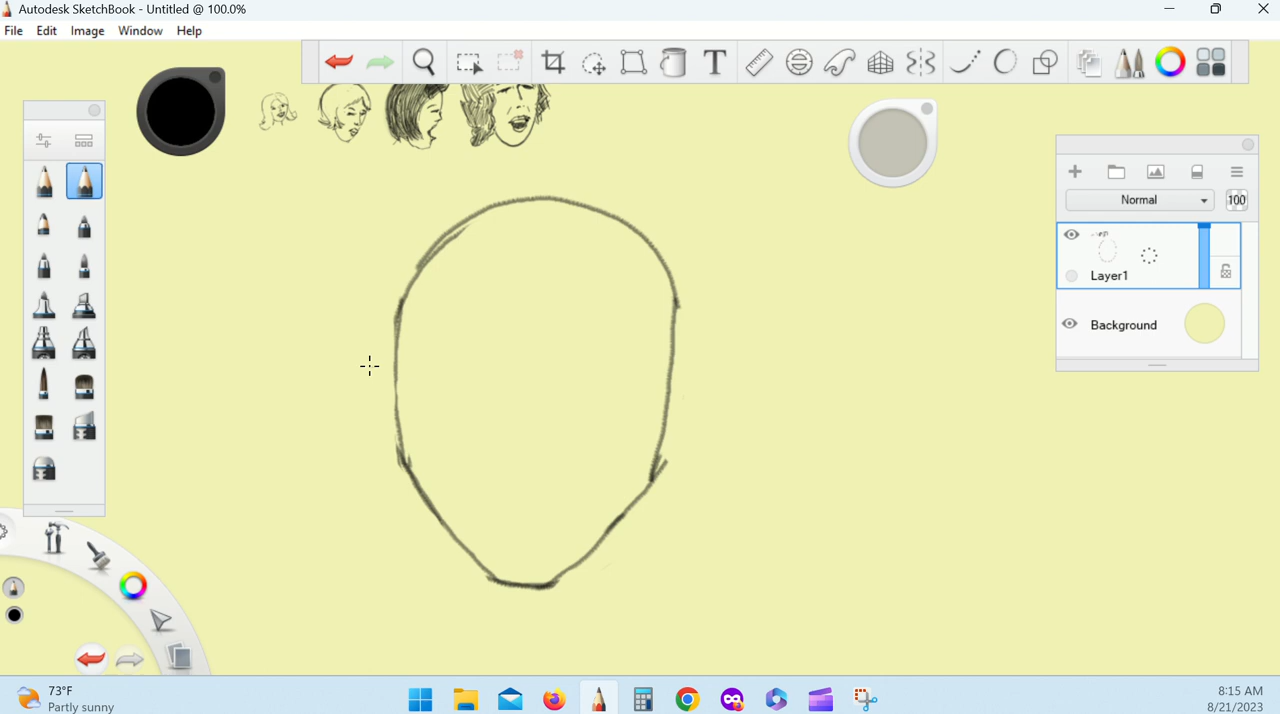 Autodesk SketchBook - Untitled @ 100.0%
File Edit Image Window Help
T
Normal 100
Layer1
Background
73°F
Partly sunny
8:15 AM
8/21/2023